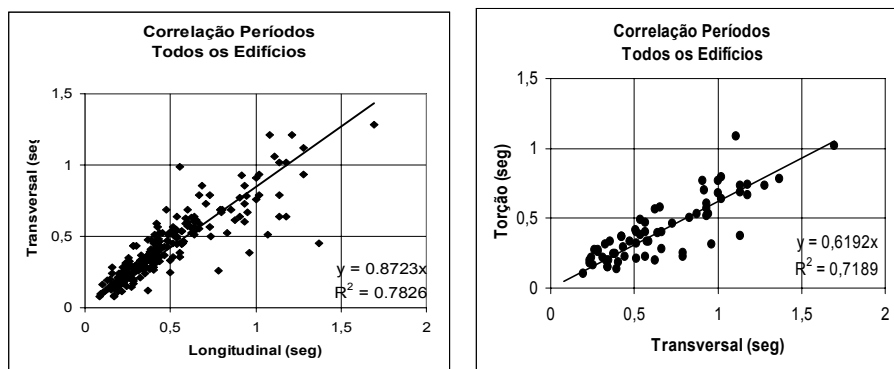 Correlação Períodos
Todos os Edifícios
1,5
1
0,5
0
0
0,5
1
1,5
2
Transversal (seg
Longitudinal (seg)
y = 0.8723x
R² = 0.7826
Correlação Períodos
Todos os Edifícios
1,5
1
0,5
0
0
0,5
1
1,5
2
Torção (seg)
Transversal (seg)
y = 0,6192x
R² = 0,7189